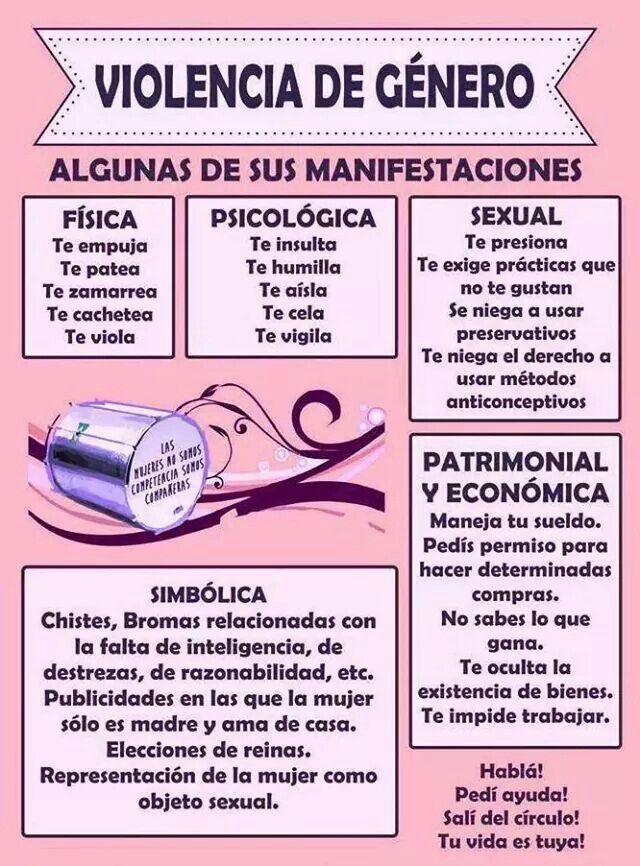 VIOLENCIA DE GÉNERO
ALGUNAS DE SUS MANIFESTACIONES
FÍSICA
Te empuja
Te patea
Te zamarrea
Te cachetea
Te viola
PSICOLÓGICA
Te insulta
Te humilla
Te aísla
Te cela
Te vigila
SEXUAL
Te presiona
Te exige prácticas que
no te gustan
Se niega a usar
preservativos
Te niega el derecho a
usar métodos
anticonceptivos
LAS
MUJERES NO SOMOS
COMPETENCIA SOMOS
COMPAÑERAS
PATRIMONIAL
Y ECONÓMICA
Maneja tu sueldo.
Pedís permiso para
hacer determinadas
compras.
No sabes lo que
gana.
Te oculta la
existencia de bienes.
Te impide trabajar.
SIMBÓLICA
Chistes, Bromas relacionadas con
la falta de inteligencia, de
destrezas, de razonabilidad, etc.
Publicidades en las que la mujer
sólo es madre y ama de casa.
Elecciones de reinas.
Representación de la mujer como
objeto sexual.
Hablá!
Pedí ayuda!
Salí del círculo!
Tu vida es tuya!